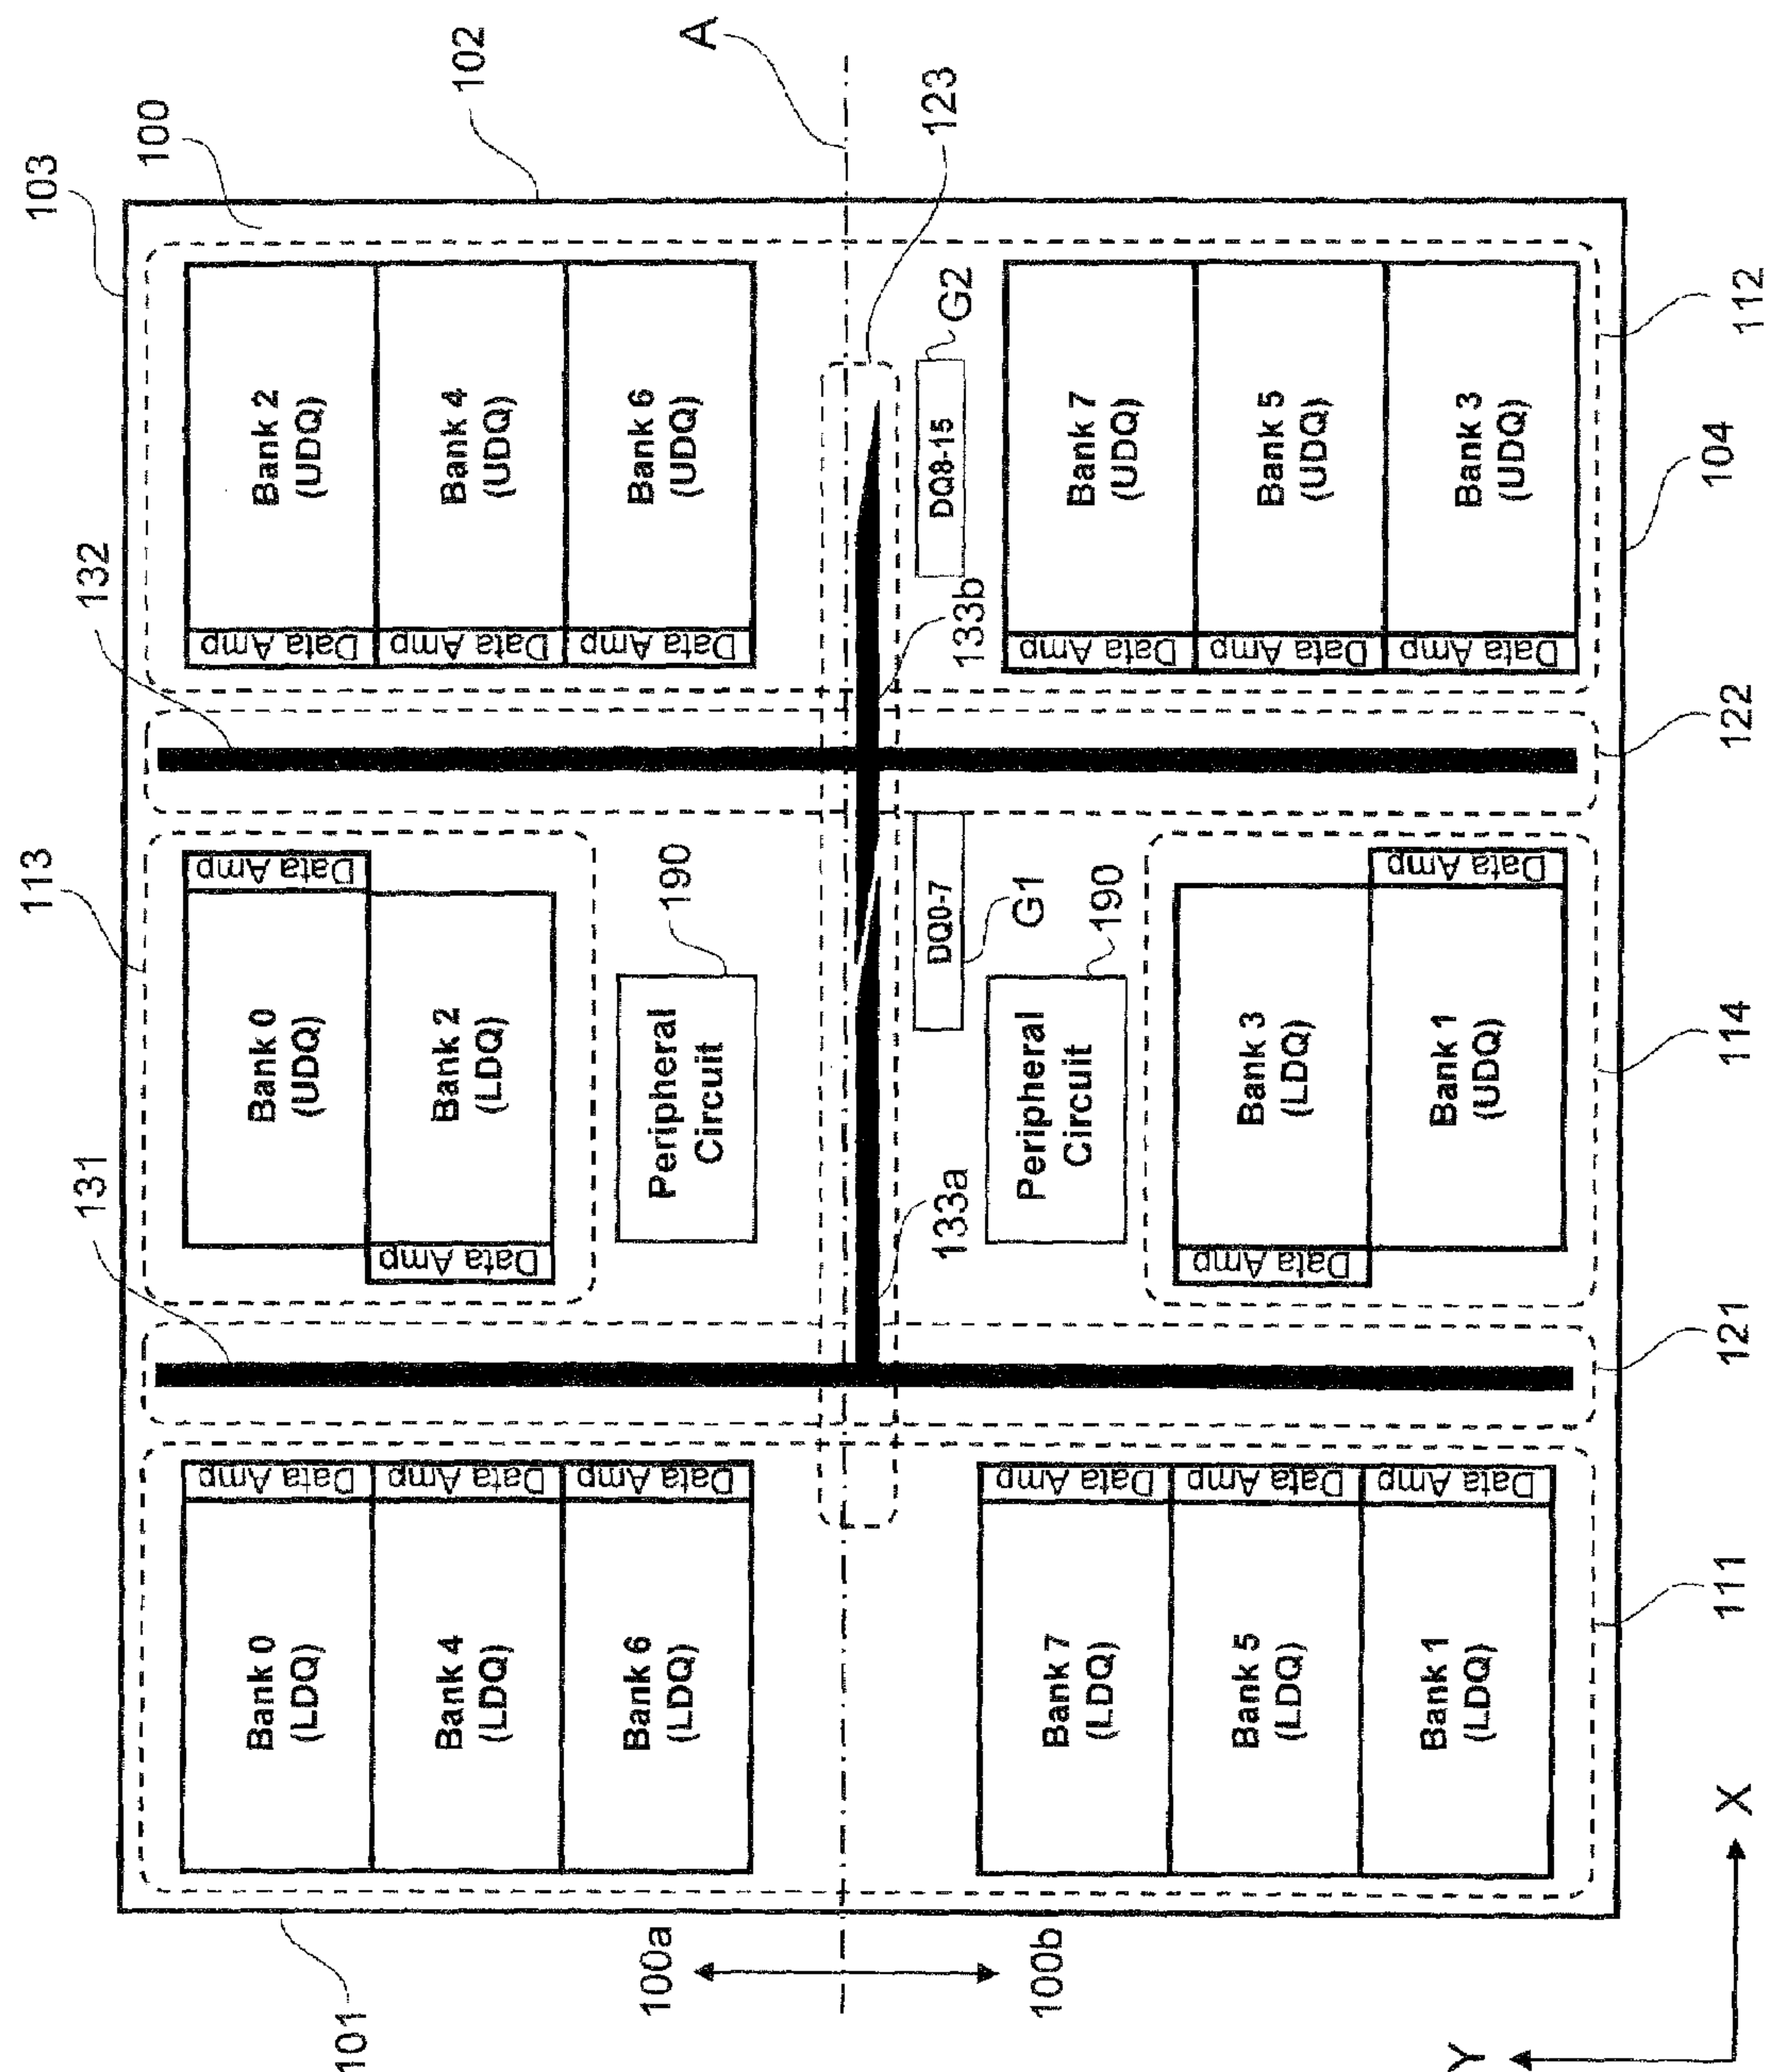 101
113
103
131
132
100
Bank 0
(LDQ)
Data Amp
Bank 0
(UDQ)
Data Amp
Data Amp
Bank 2
(UDQ)
102
Bank 4
(LDQ)
Data Amp
Data Amp
Bank 2
(LDQ)
Data Amp
Bank 4
(UDQ)
Bank 6
(LDQ)
Data Amp
Peripheral
Circuit
190
Data Amp
Bank 6
(UDQ)
A
100a
123
133a
DQ0-7
133b
DQ8-15
G2
100b
G1
Bank 7
(LDQ)
Data Amp
Peripheral
Circuit
190
Data Amp
Bank 7
(UDQ)
Bank 5
(LDQ)
Data Amp
Data Amp
Bank 3
(LDQ)
Data Amp
Bank 5
(UDQ)
Bank 1
(LDQ)
Data Amp
Bank 1
(UDQ)
Data Amp
Data Amp
Bank 3
(UDQ)
Y
104
111
121
114
122
112
X